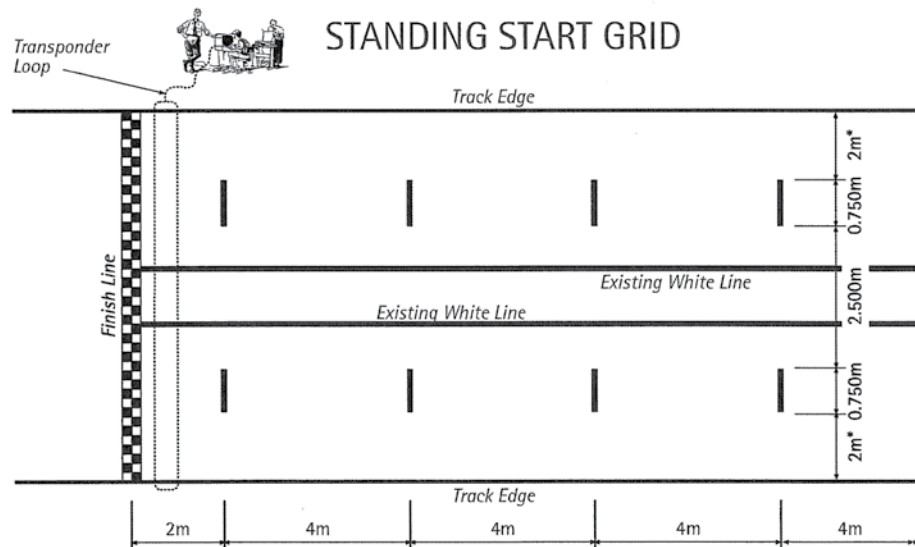 STANDING START GRID
Transponder
Loop
Track Edge
2m*
0.750m
Finish Line
Existing White Line
2.500m
Existing White Line
0.750m
2m*
Track Edge
2m
4m
4m
4m
4m